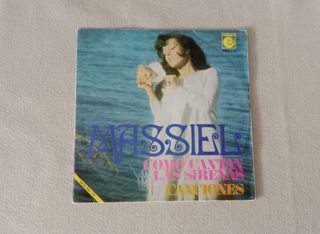 MASSIEL
COMO CANTAN
LAS SIRENAS
CANCIONES